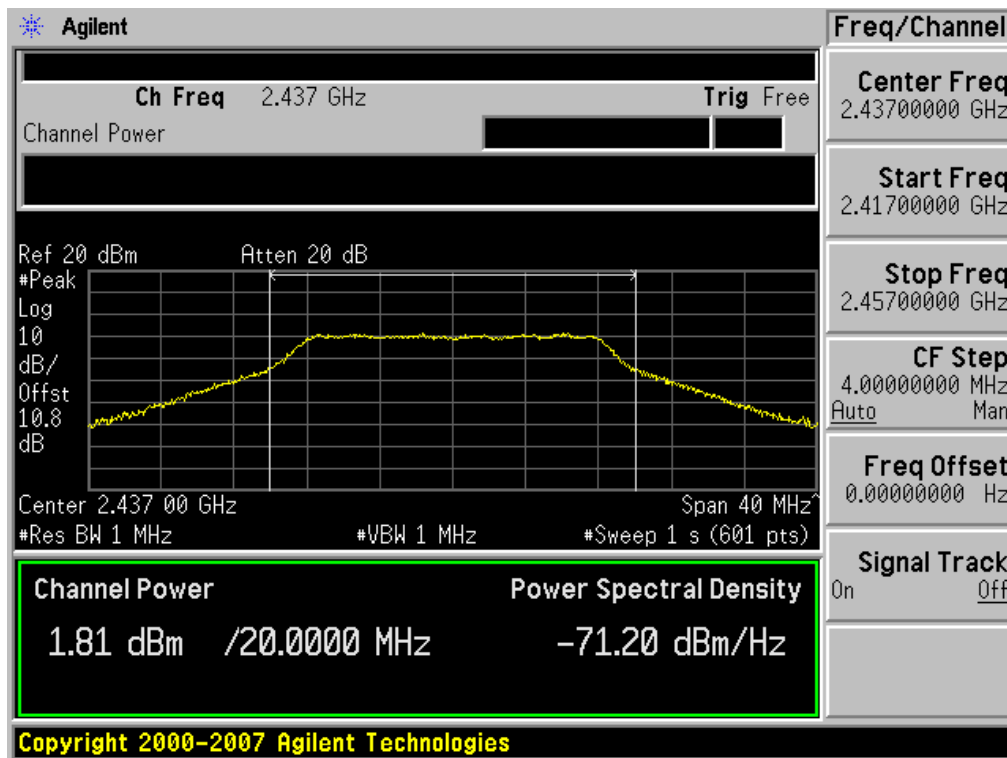 Agilent
Ch Freq 2.437 GHz Trig Free
Channel Power
Ref 20 dBm Atten 20 dB
#Peak
Log
10
dB/
Offst
10.8
dB
Center 2.437 00 GHz Span 40 MHz^
#Res BW 1 MHz #VBW 1 MHz #Sweep 1 s (601 pts)
Channel Power Power Spectral Density
1.81 dBm /20.0000 MHz -71.20 dBm/Hz
Copyright 2000-2007 Agilent Technologies
Freq/Channel
Center Freq
2.43700000 GHz
Start Freq
2.41700000 GHz
Stop Freq
2.45700000 GHz
CF Step
4.00000000 MHz
Auto Man
Freq Offset
0.00000000 Hz
Signal Track
On Off